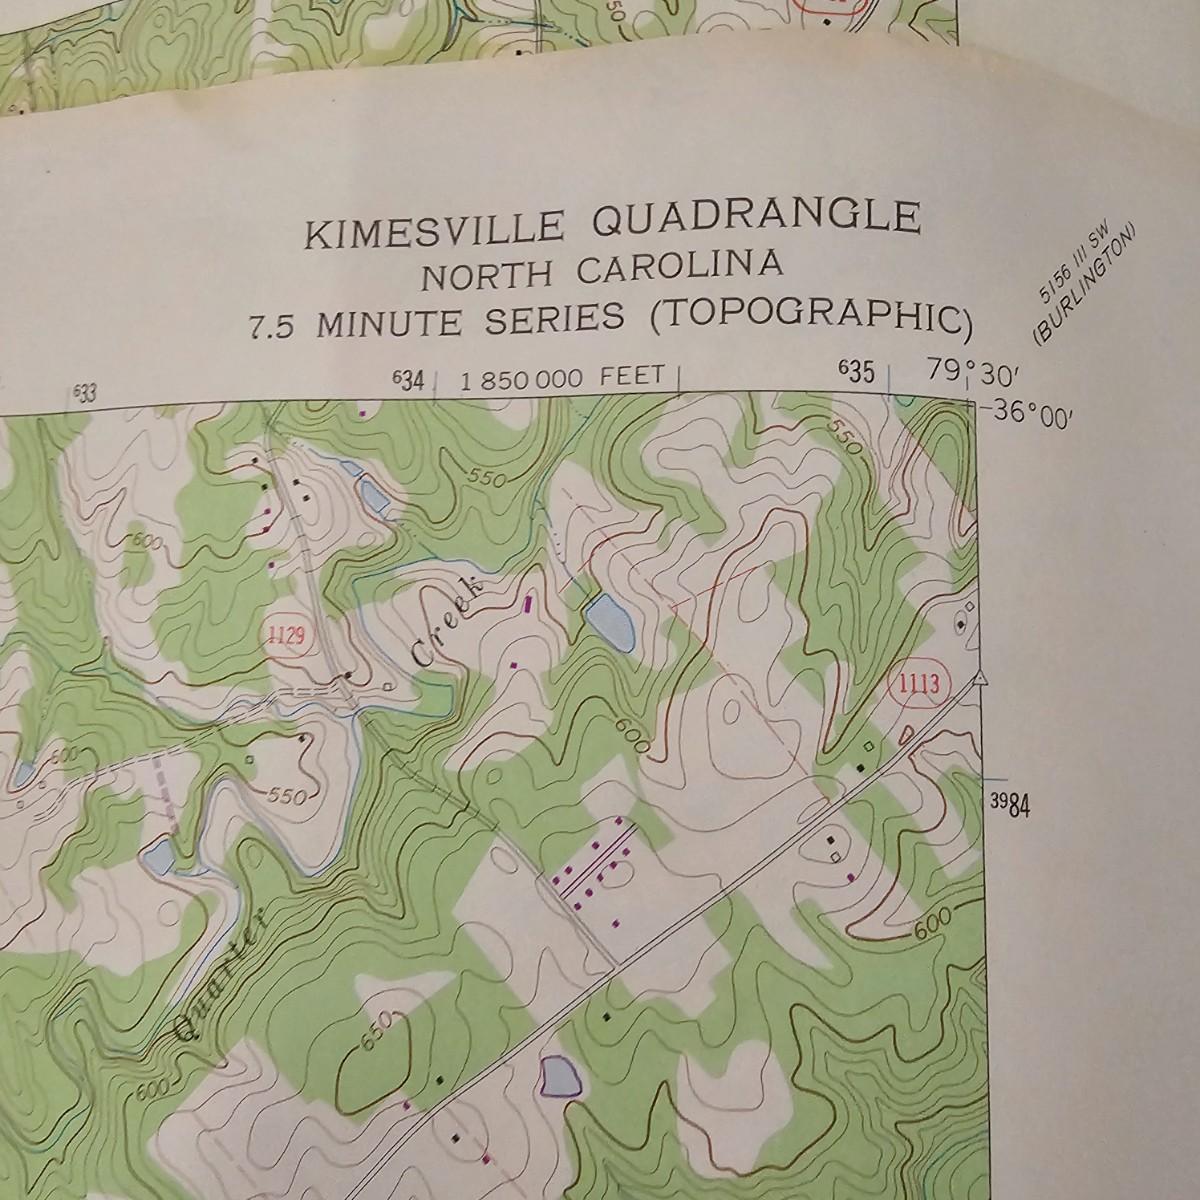 KIMESVILLE QUADRANGLE
NORTH CAROLINA
7.5 MINUTE SERIES (TOPOGRAPHIC)
5156 III SW
(BURLINGTON)
633
634
1 850 000 FEET
635
79°30'
36°00'
550
550
600
Creek
1129
1113
600
600
550
3984
600
Quarter
650
600